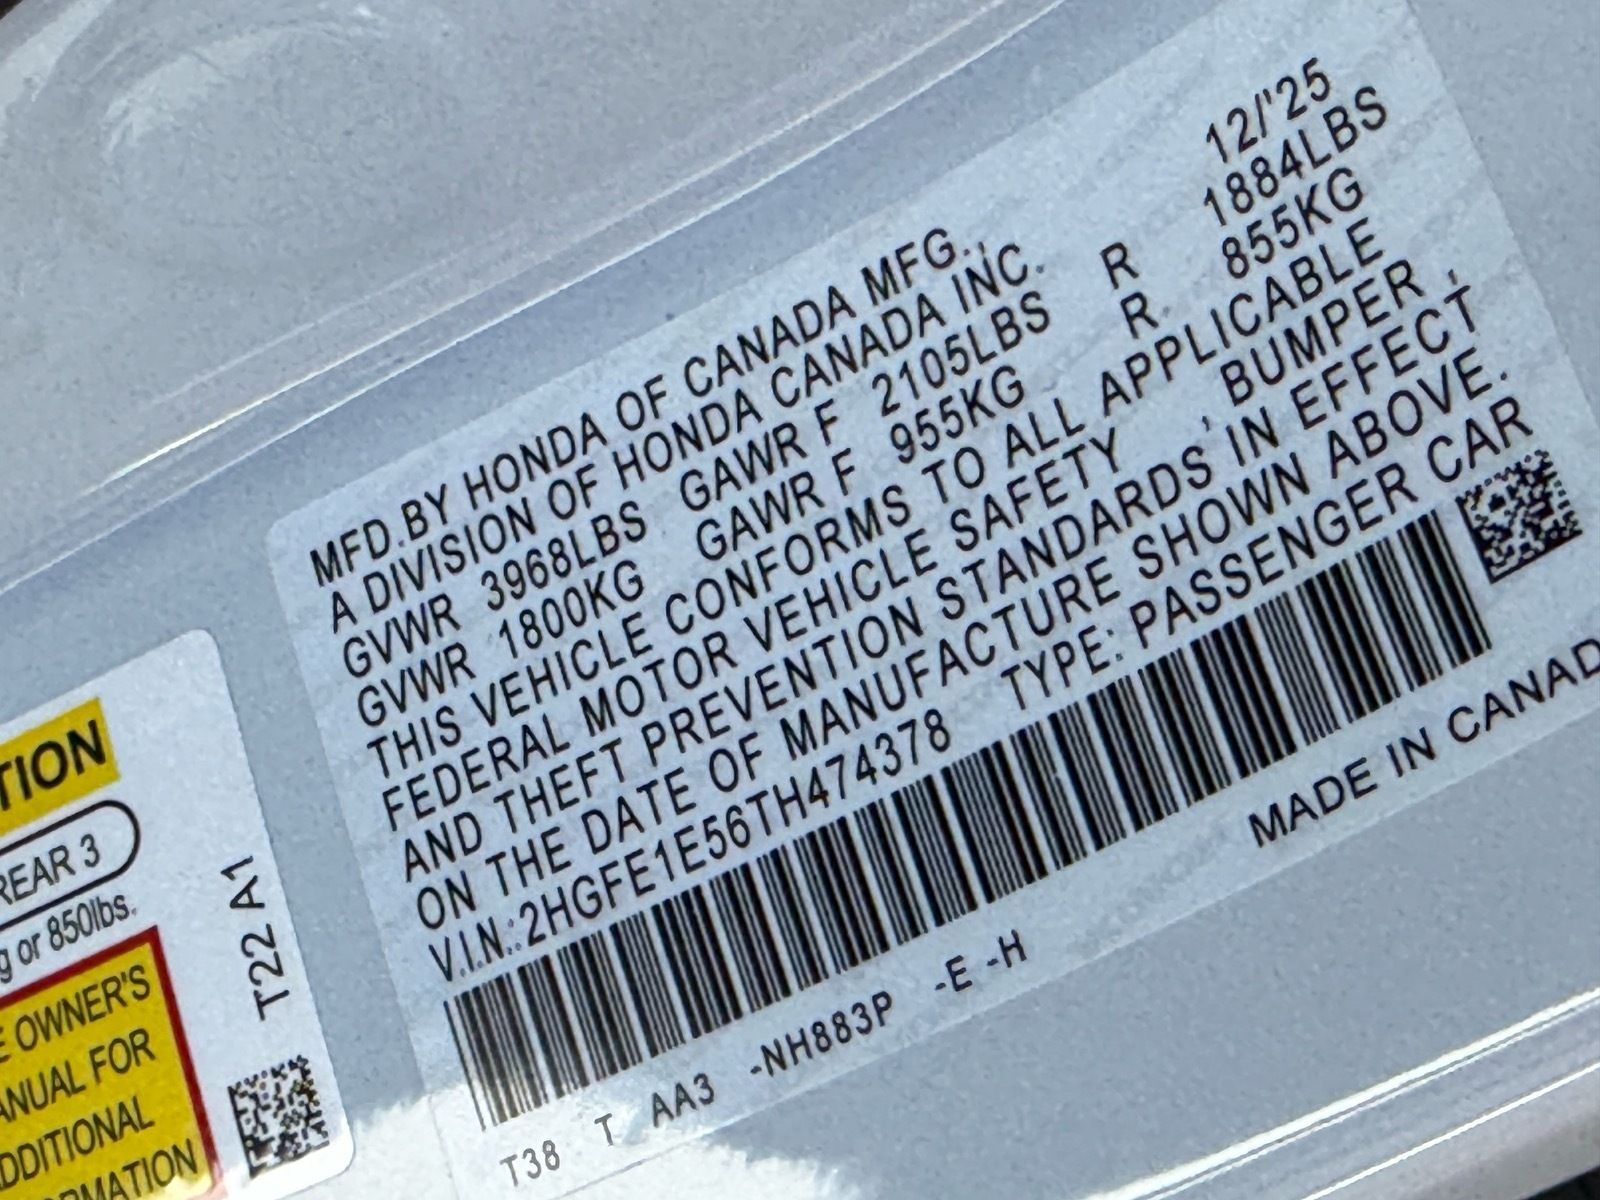 12/'25
MFD.BY HONDA OF CANADA MFG.,
A DIVISION OF HONDA CANADA INC.
GVWR 3968LBS GAWR F 2105LBS R 1884LBS
GVWR 1800KG GAWR F 955KG R 855KG
THIS VEHICLE CONFORMS TO ALL APPLICABLE
FEDERAL MOTOR VEHICLE SAFETY , BUMPER ,
AND THEFT PREVENTION STANDARDS IN EFFECT
ON THE DATE OF MANUFACTURE SHOWN ABOVE.
V.I.N.:2HGFE1E56TH474378 TYPE: PASSENGER CAR
MADE IN CANAD
T38 T AA3 -NH883P -E -H
TION
REAR 3
g or 850lbs.
E OWNER'S
ANUAL FOR
DDITIONAL
ORMATION
T22 A1